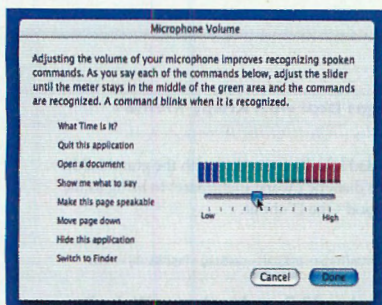 Microphone Volume
Adjusting the volume of your microphone improves recognizing spoken
commands. As you say each of the commands below, adjust the slider
until the meter stays in the middle of the green area and the commands
are recognized. A command blinks when it is recognized.
What Time Is It?
Quit this application
Open a document
Show me what to say
Make this page speakable
Move page down
Hide this application
Switch to Finder
Low
High
Cancel
Done